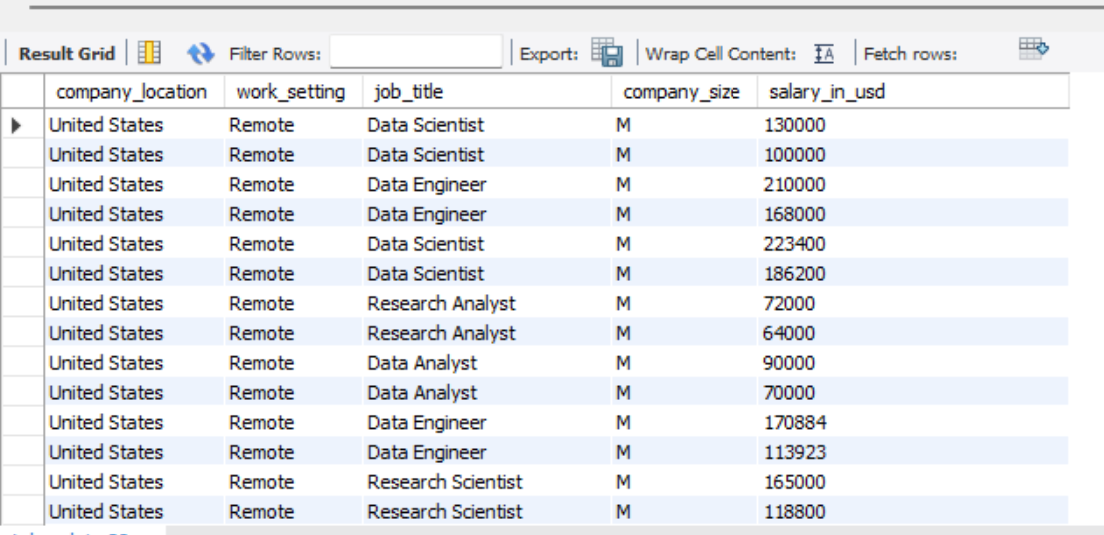 Result Grid Filter Rows: Export: Wrap Cell Content: IA Fetch rows:
company_location work_setting job_title company_size salary_in_usd
United States Remote Data Scientist M 130000
United States Remote Data Scientist M 100000
United States Remote Data Engineer M 210000
United States Remote Data Engineer M 168000
United States Remote Data Scientist M 223400
United States Remote Data Scientist M 186200
United States Remote Research Analyst M 72000
United States Remote Research Analyst M 64000
United States Remote Data Analyst M 90000
United States Remote Data Analyst M 70000
United States Remote Data Engineer M 170884
United States Remote Data Engineer M 113923
United States Remote Research Scientist M 165000
United States Remote Research Scientist M 118800